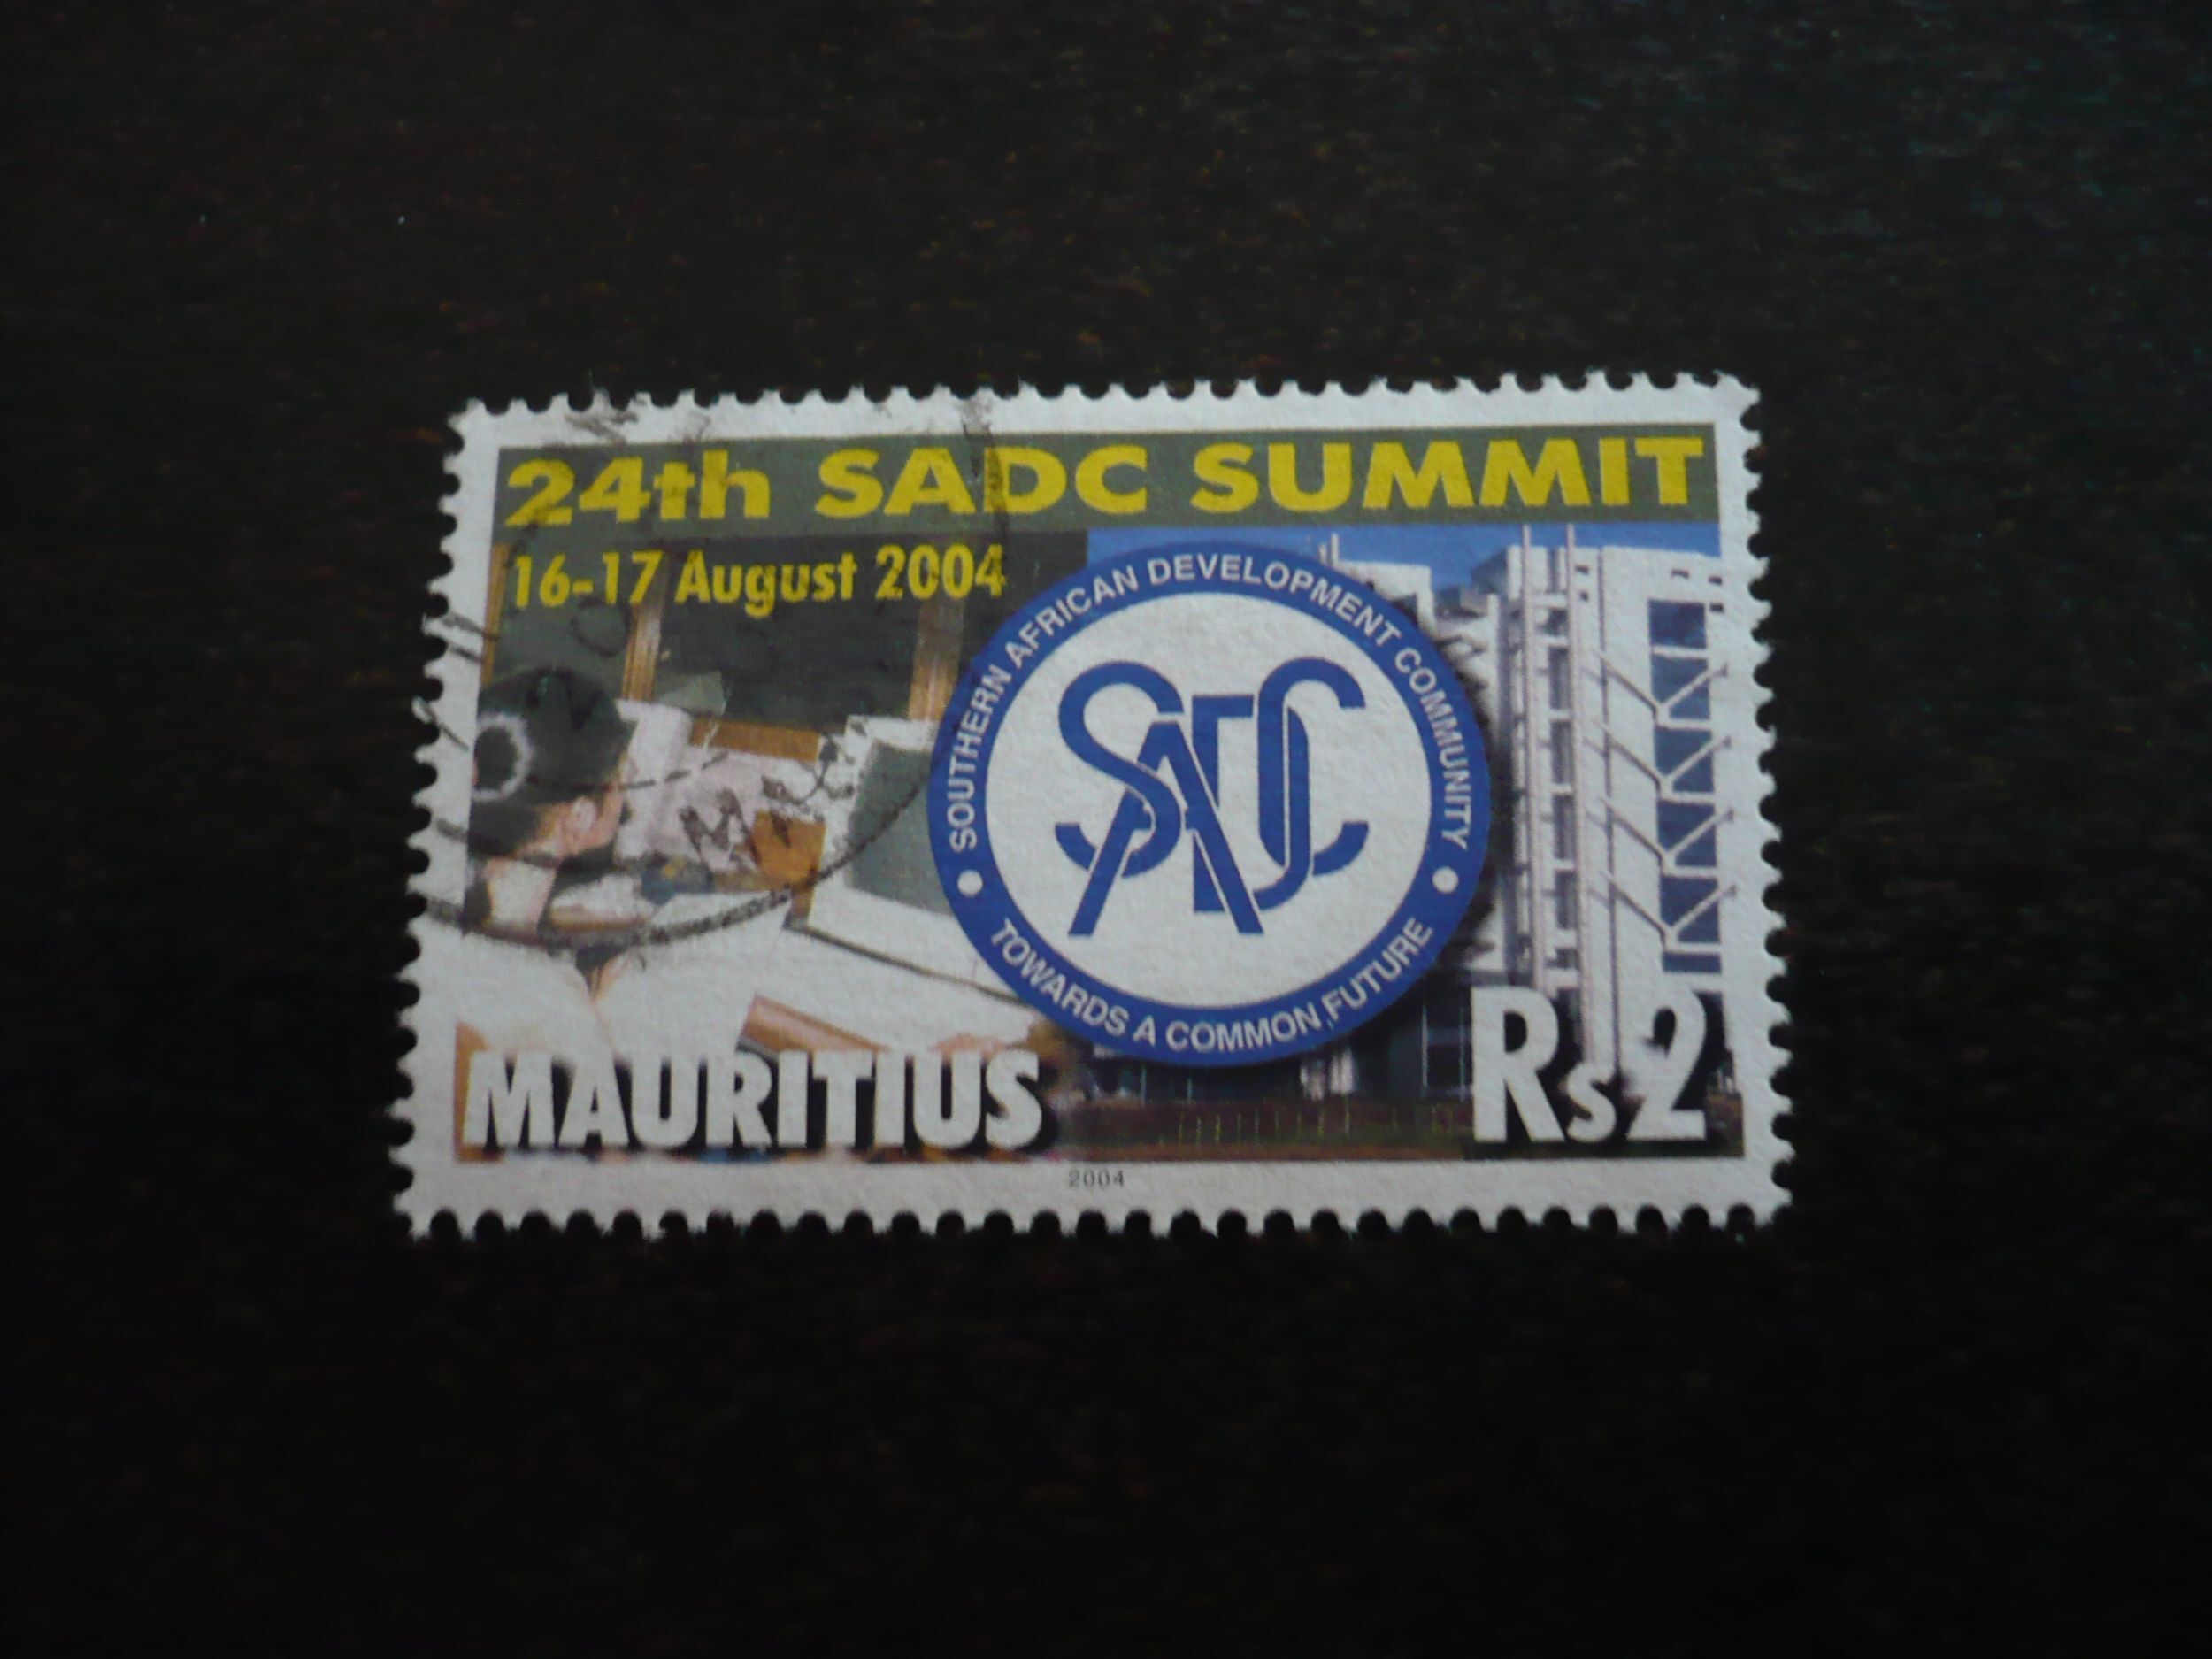 24th SADC SUMMIT
16-17 August 2004
SOUTHERN AFRICAN DEVELOPMENT COMMUNITY
SADC
TOWARDS A COMMON FUTURE
MAURITIUS
Rs2
2004